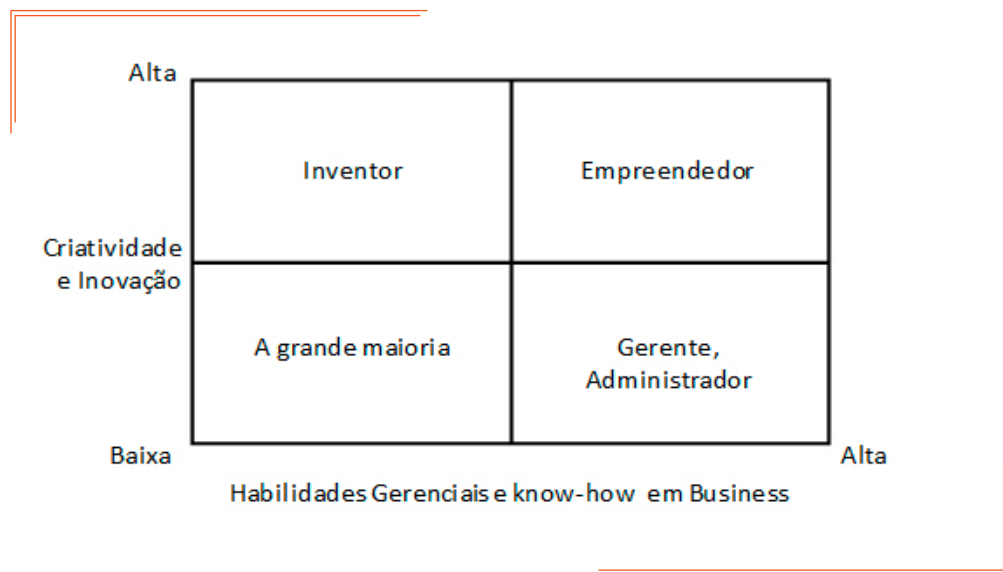 Alta
Inventor
Empreendedor
Criatividade
e Inovação
A grande maioria
Gerente,
Administrador
Baixa
Alta
Habilidades Gerenciais e know-how em Business